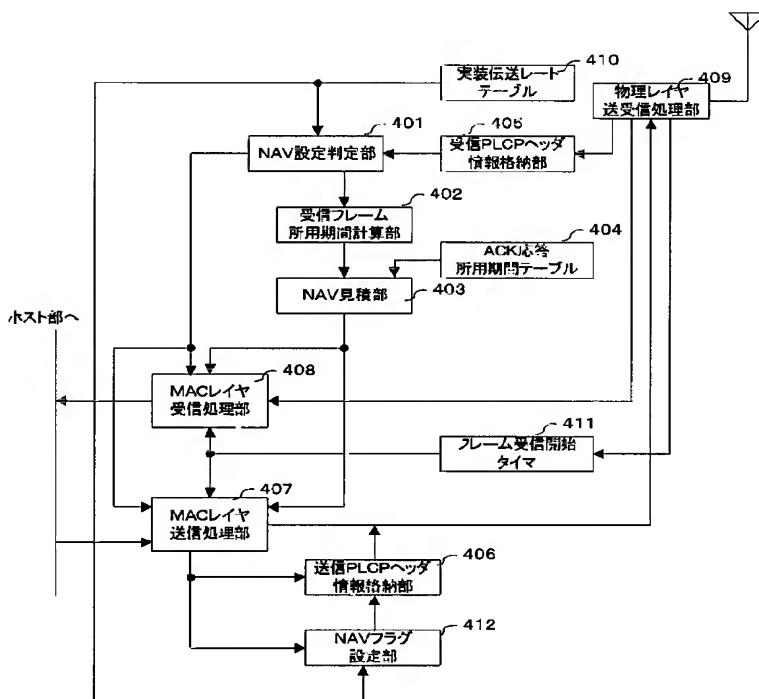 410
実装伝送レート
テーブル
409
物理レイヤ
送受信処理部
401
NAV設定判定部
405
受信PLCPヘッダ
情報格納部
402
受信フレーム
所用期間計算部
404
ACK応答
所用期間テーブル
NAV見積部
403
ホスト部へ
408
MACレイヤ
受信処理部
411
フレーム受信開始
タイマ
407
MACレイヤ
送信処理部
406
送信PLCPヘッダ
情報格納部
412
NAVフラグ
設定部